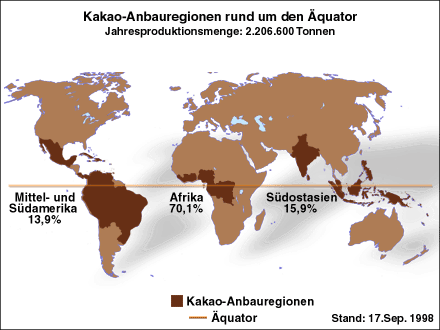 Kakao-Anbauregionen rund um den Äquator
Jahresproduktionsmenge: 2.206.600 Tonnen
Mittel- und
Südamerika
13,9%
Afrika
70,1%
Südostasien
15,9%
Kakao-Anbauregionen
Äquator
Stand: 17.Sep. 1998